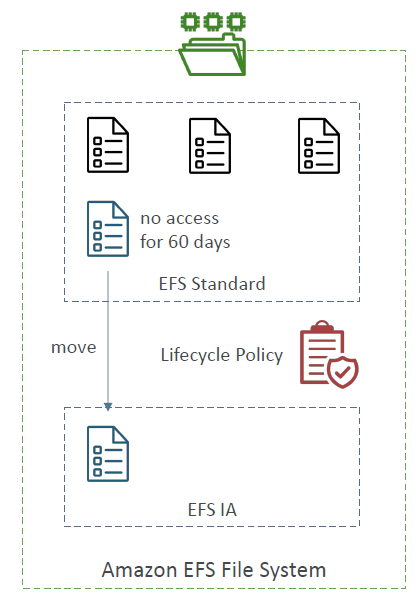 no access
for 60 days
EFS Standard
move
Lifecycle Policy
EFS IA
Amazon EFS File System